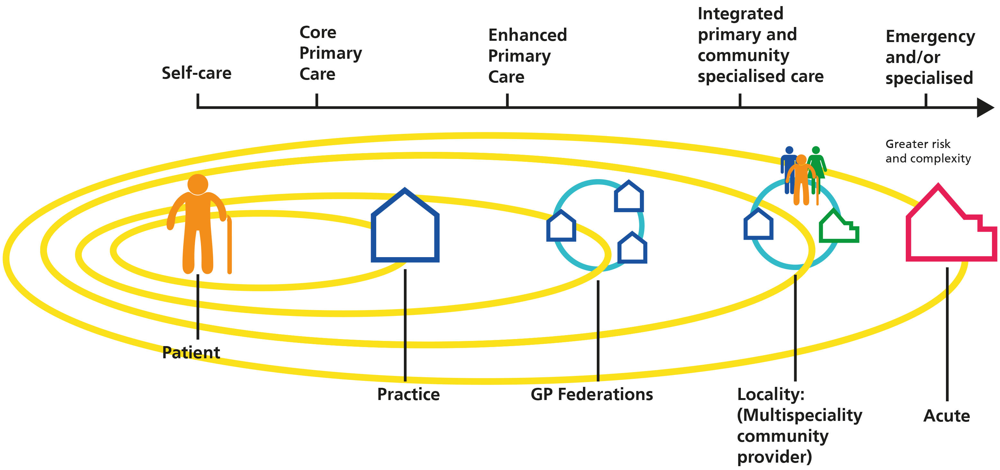 Self-care
Core
Primary
Care
Enhanced
Primary
Care
Integrated
primary and
community
specialised care
Emergency
and/or
specialised
Greater risk
and complexity
Patient
Practice
GP Federations
Locality:
(Multispeciality
community
provider)
Acute